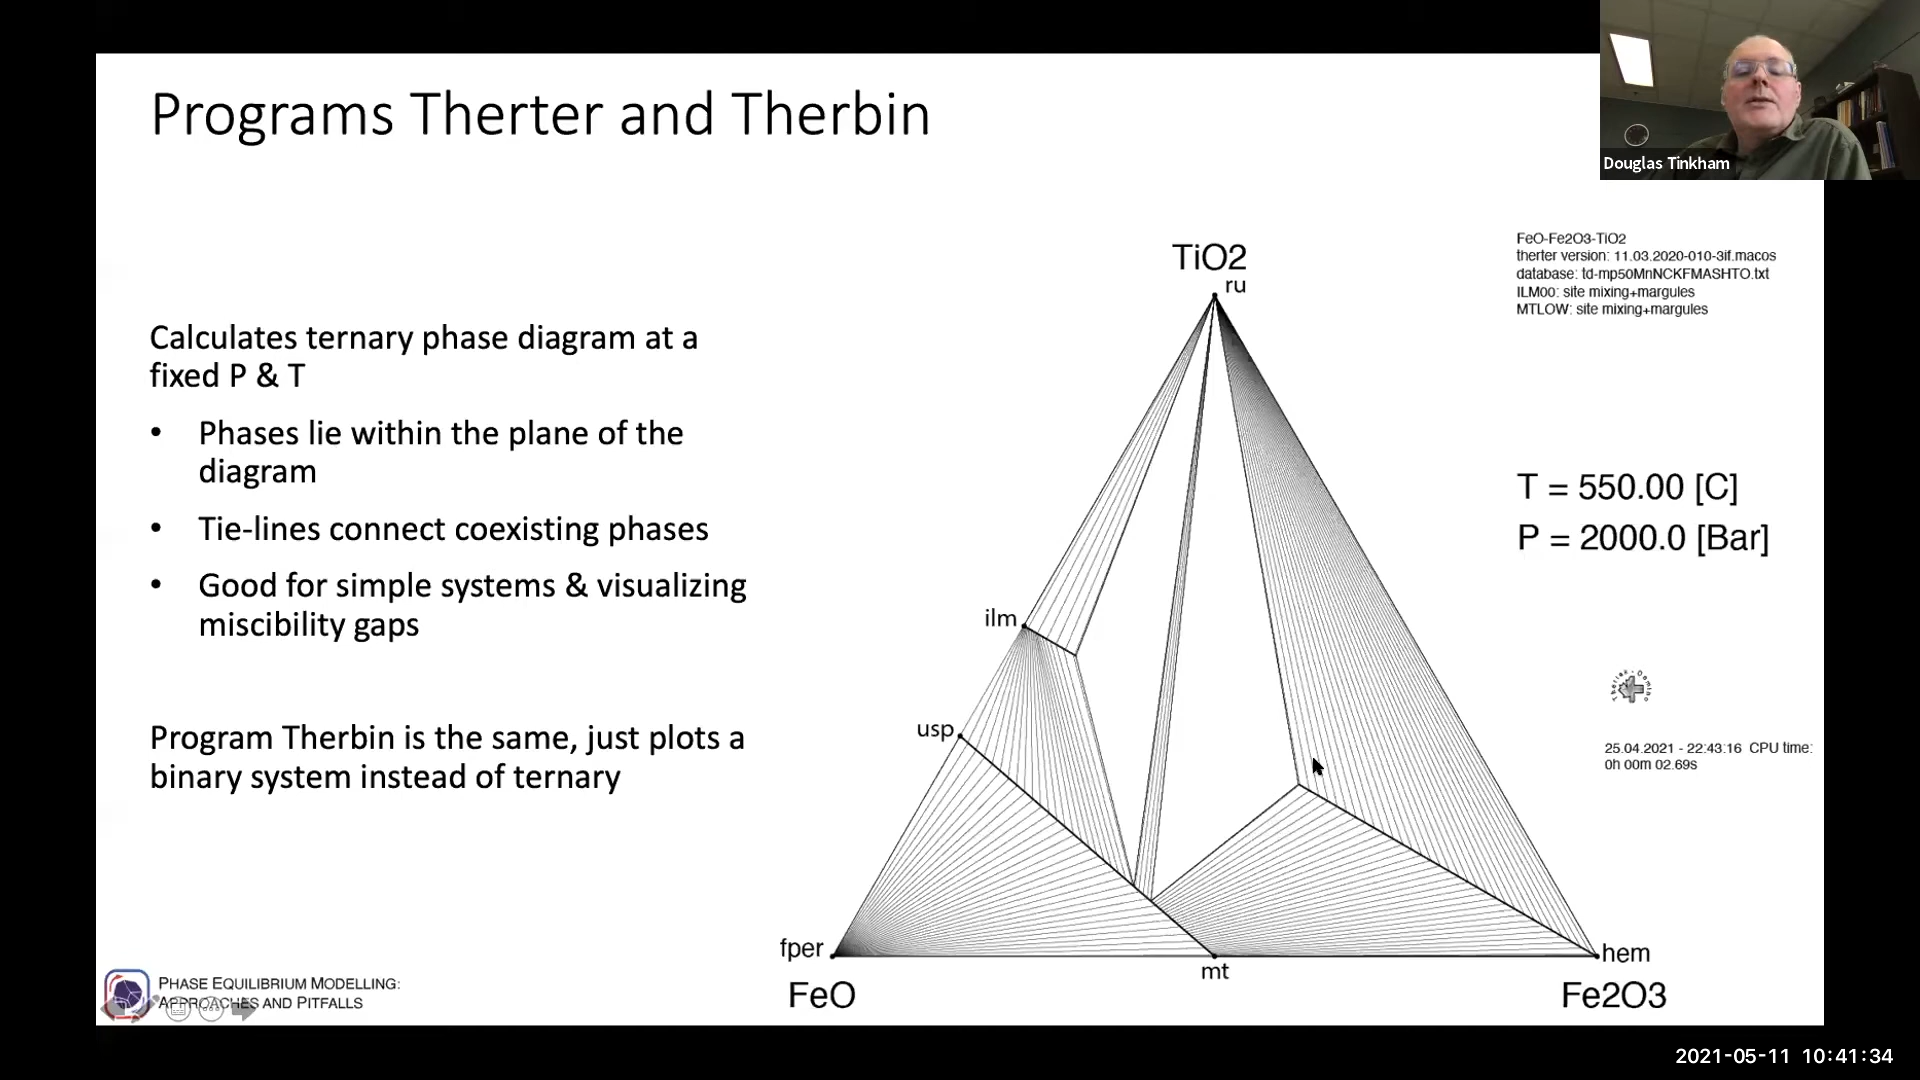 Programs Therter and Therbin
Douglas Tinkham
Calculates ternary phase diagram at a
fixed P & T
• Phases lie within the plane of the
diagram
• Tie-lines connect coexisting phases
• Good for simple systems & visualizing
miscibility gaps
Program Therbin is the same, just plots a
binary system instead of ternary
FeO-Fe2O3-TiO2
therter version: 11.03.2020-010-3if.macos
database: td-mp50MnNCKFMASHTO.txt
ILM00: site mixing+margules
MTLOW: site mixing+margules
T = 550.00 [C]
P = 2000.0 [Bar]
25.04.2021 - 22:43:16 CPU time:
0h 00m 02.69s
TiO2
ru
ilm
usp
fper
mt
hem
FeO
Fe2O3
PHASE EQUILIBRIUM MODELLING:
APPROACHES AND PITFALLS
2021-05-11 10:41:34